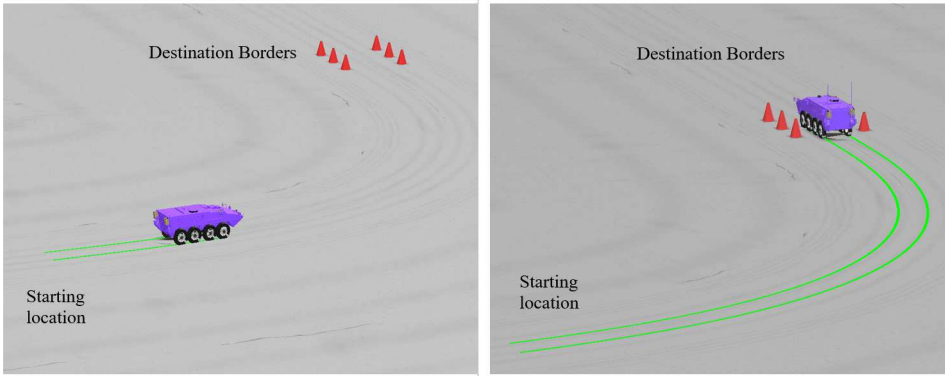 Destination Borders
Starting
location
Destination Borders
Starting
location